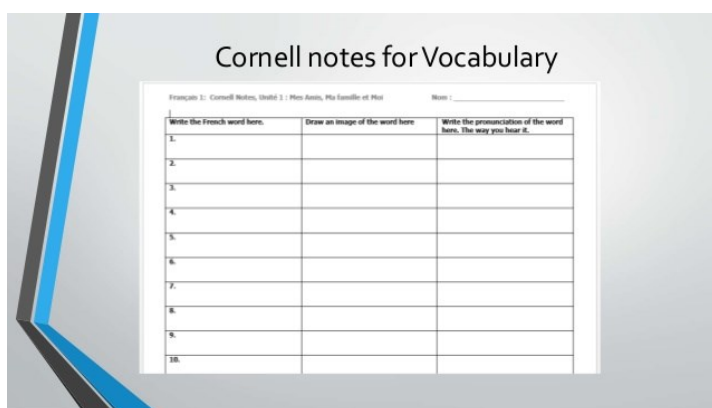 Cornell notes for Vocabulary
Français 1: Cornell Notes, Unité 1 : Mes Amis, Ma famille et Moi Nom : ____________________
Write the French word here. Draw an image of the word here Write the pronunciation of the word
here. The way you hear it.
1.
2.
3.
4.
5.
6.
7.
8.
9.
10.